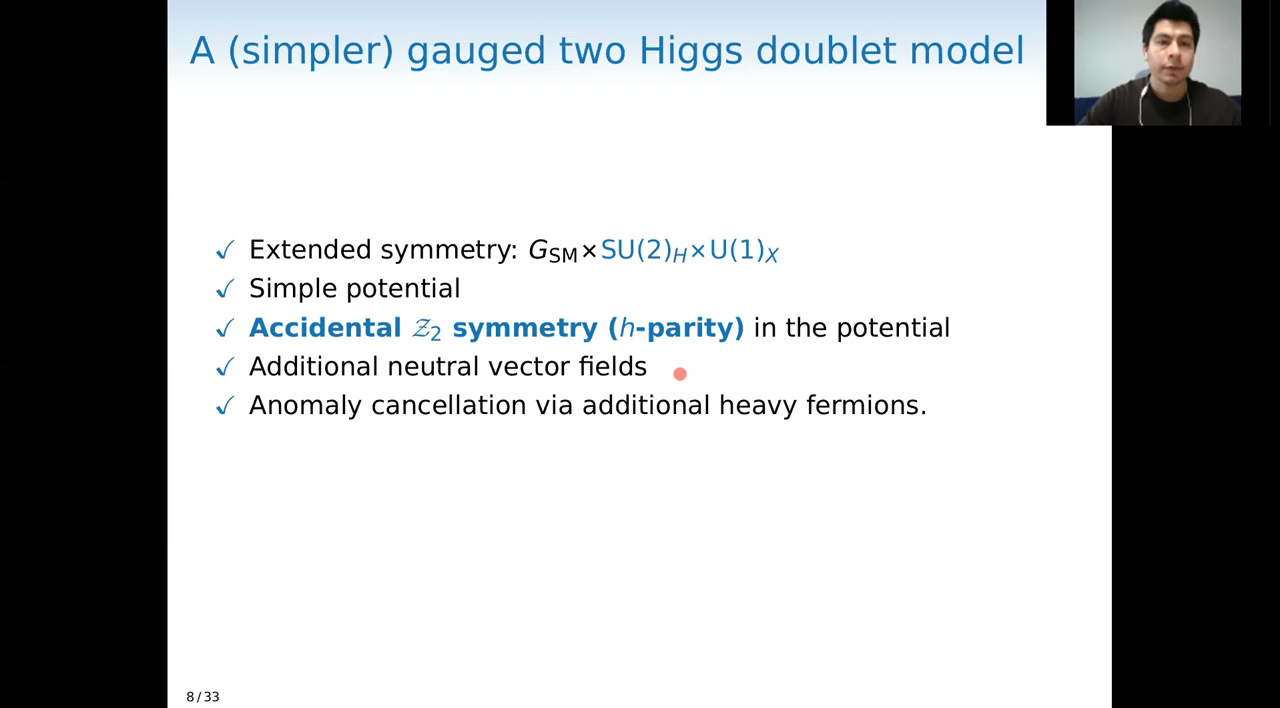 A (simpler) gauged two Higgs doublet model
✓ Extended symmetry: G_SM×SU(2)_H×U(1)_X
✓ Simple potential
✓ Accidental 𝒵₂ symmetry (h-parity) in the potential
✓ Additional neutral vector fields
✓ Anomaly cancellation via additional heavy fermions.
8/33